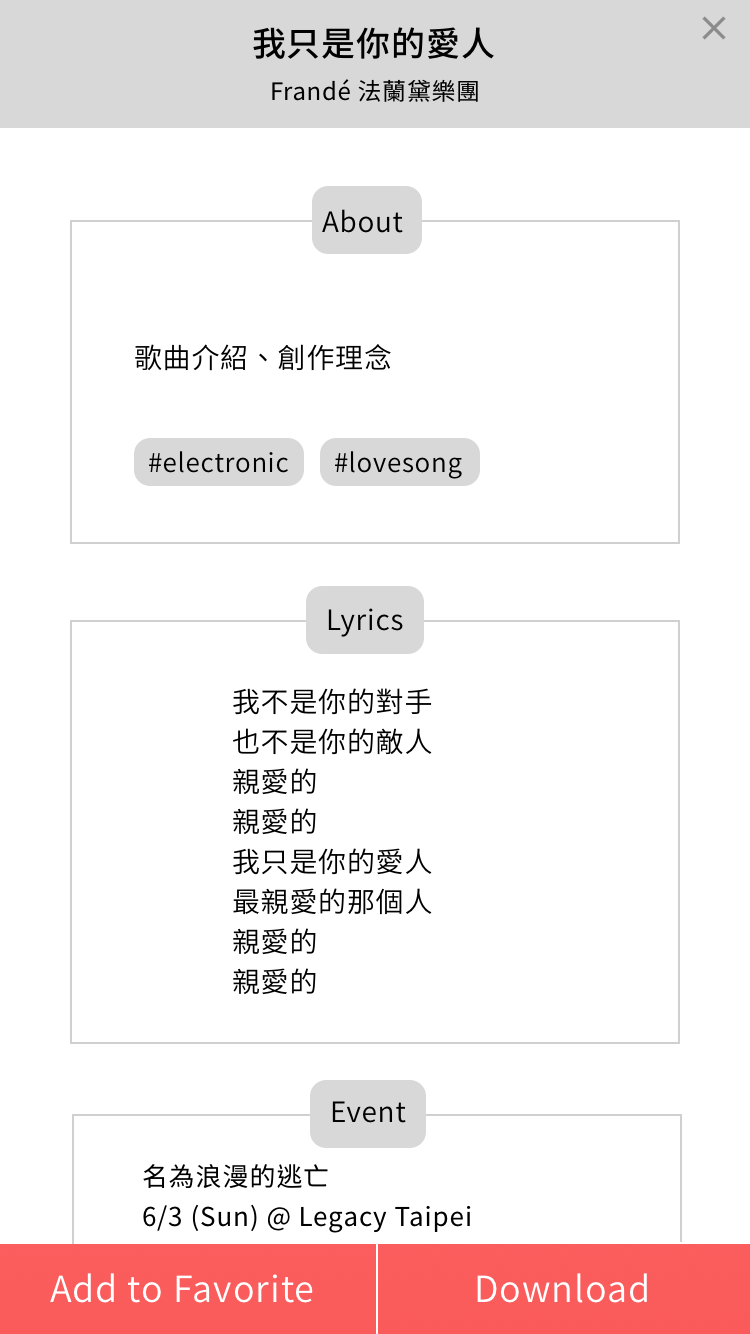 我只是你的愛人
Frandé 法蘭黛樂團
About
歌曲介紹、創作理念
#electronic #lovesong
Lyrics
我不是你的對手
也不是你的敵人
親愛的
親愛的
我只是你的愛人
最親愛的那個人
親愛的
親愛的
Event
名為浪漫的逃亡
6/3 (Sun) @ Legacy Taipei
Add to Favorite Download